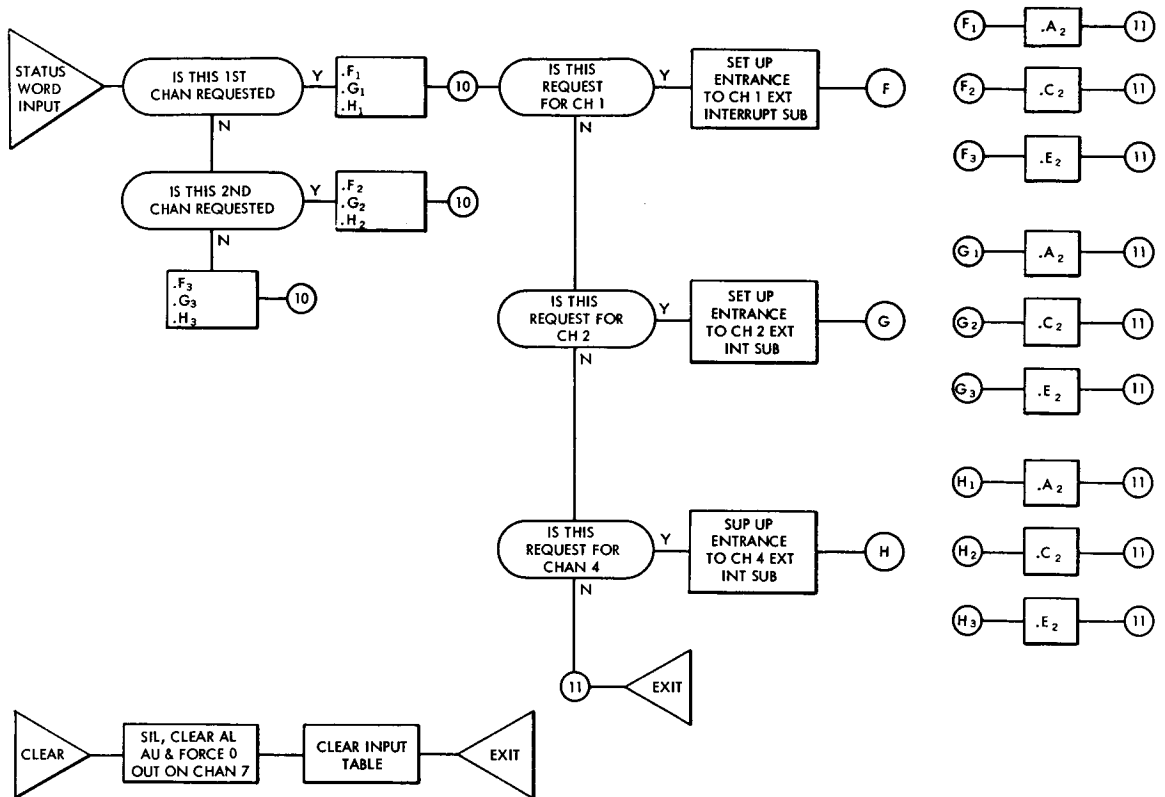 STATUS
WORD
INPUT
IS THIS 1ST
CHAN REQUESTED
Y
N
.F1
.G1
.H1
10
IS THIS
REQUEST
FOR CH 1
Y
N
SET UP
ENTRANCE
TO CH 1 EXT
INTERRUPT SUB
F
IS THIS 2ND
CHAN REQUESTED
Y
N
.F2
.G2
.H2
10
.F3
.G3
.H3
10
IS THIS
REQUEST FOR
CH 2
Y
N
SET UP
ENTRANCE
TO CH 2 EXT
INT SUB
G
IS THIS
REQUEST FOR
CHAN 4
Y
N
SUP UP
ENTRANCE
TO CH 4 EXT
INT SUB
H
11
EXIT
F1 .A2 11
F2 .C2 11
F3 .E2 11
G1 .A2 11
G2 .C2 11
G3 .E2 11
H1 .A2 11
H2 .C2 11
H3 .E2 11
CLEAR
SIL, CLEAR AL
AU & FORCE 0
OUT ON CHAN 7
CLEAR INPUT
TABLE
EXIT